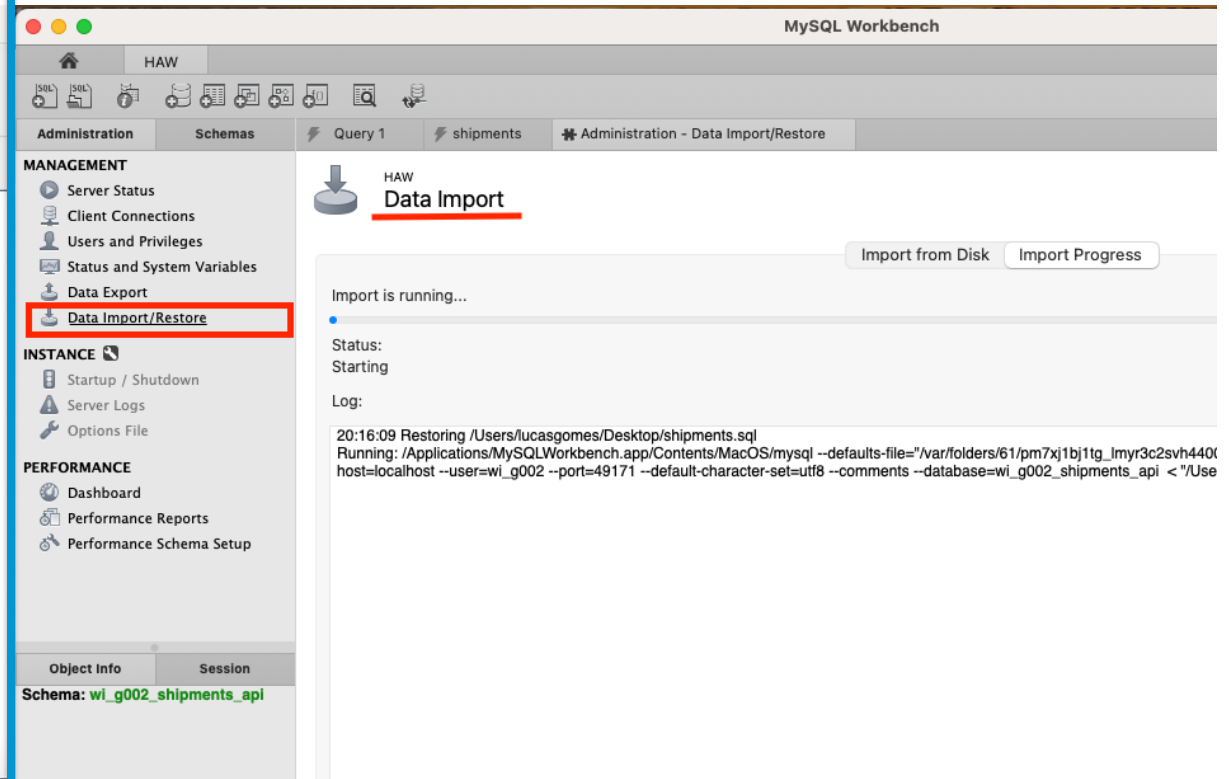 MySQL Workbench
HAW
SQL SQL
Administration Schemas Query 1 shipments Administration - Data Import/Restore
MANAGEMENT
Server Status
Client Connections
Users and Privileges
Status and System Variables
Data Export
Data Import/Restore
INSTANCE
Startup / Shutdown
Server Logs
Options File
PERFORMANCE
Dashboard
Performance Reports
Performance Schema Setup
Object Info Session
Schema: wi_g002_shipments_api
HAW
Data Import
Import from Disk Import Progress
Import is running...
Status:
Starting
Log:
20:16:09 Restoring /Users/lucasgomes/Desktop/shipments.sql
Running: /Applications/MySQLWorkbench.app/Contents/MacOS/mysql --defaults-file="/var/folders/61/pm7xj1bj1tg_lmyr3c2svh440
host=localhost --user=wi_g002 --port=49171 --default-character-set=utf8 --comments --database=wi_g002_shipments_api < "/Use